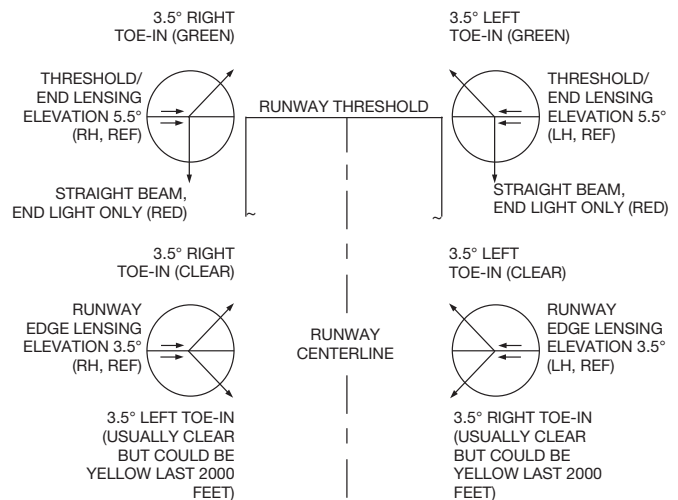 3.5° RIGHT
TOE-IN (GREEN)
3.5° LEFT
TOE-IN (GREEN)
THRESHOLD/
END LENSING
ELEVATION 5.5°
(RH, REF)
RUNWAY THRESHOLD
THRESHOLD/
END LENSING
ELEVATION 5.5°
(LH, REF)
STRAIGHT BEAM,
END LIGHT ONLY (RED)
STRAIGHT BEAM,
END LIGHT ONLY (RED)
3.5° RIGHT
TOE-IN (CLEAR)
3.5° LEFT
TOE-IN (CLEAR)
RUNWAY
EDGE LENSING
ELEVATION 3.5°
(RH, REF)
RUNWAY
CENTERLINE
RUNWAY
EDGE LENSING
ELEVATION 3.5°
(LH, REF)
3.5° LEFT TOE-IN
(USUALLY CLEAR
BUT COULD BE
YELLOW LAST 2000
FEET)
3.5° RIGHT TOE-IN
(USUALLY CLEAR
BUT COULD BE
YELLOW LAST 2000
FEET)